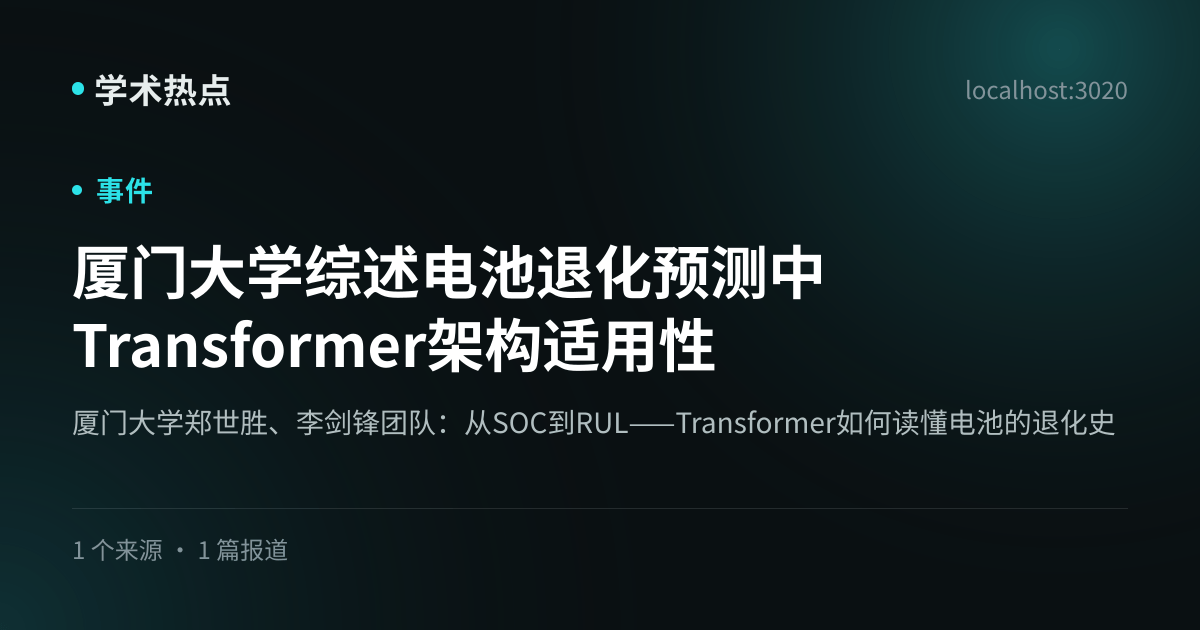 学术热点
localhost:3020
事件
厦门大学综述电池退化预测中
Transformer架构适用性
厦门大学郑世胜、李剑锋团队：从SOC到RUL——Transformer如何读懂电池的退化史
1 个来源 · 1 篇报道